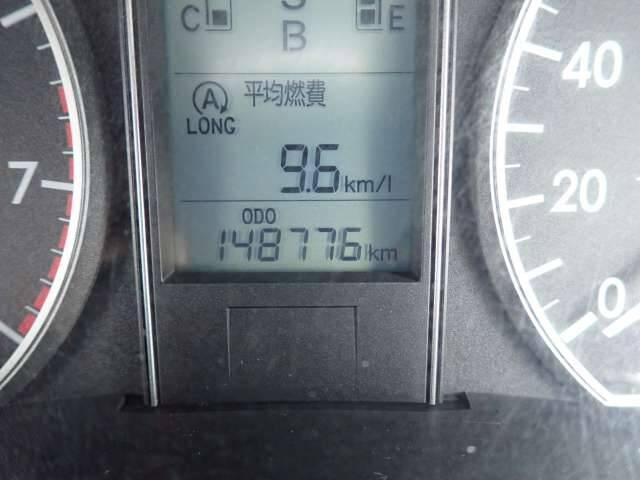 S
C E
B
A 平均燃費
LONG
9.6 km/l
ODO
148776 km
7
40
20
0